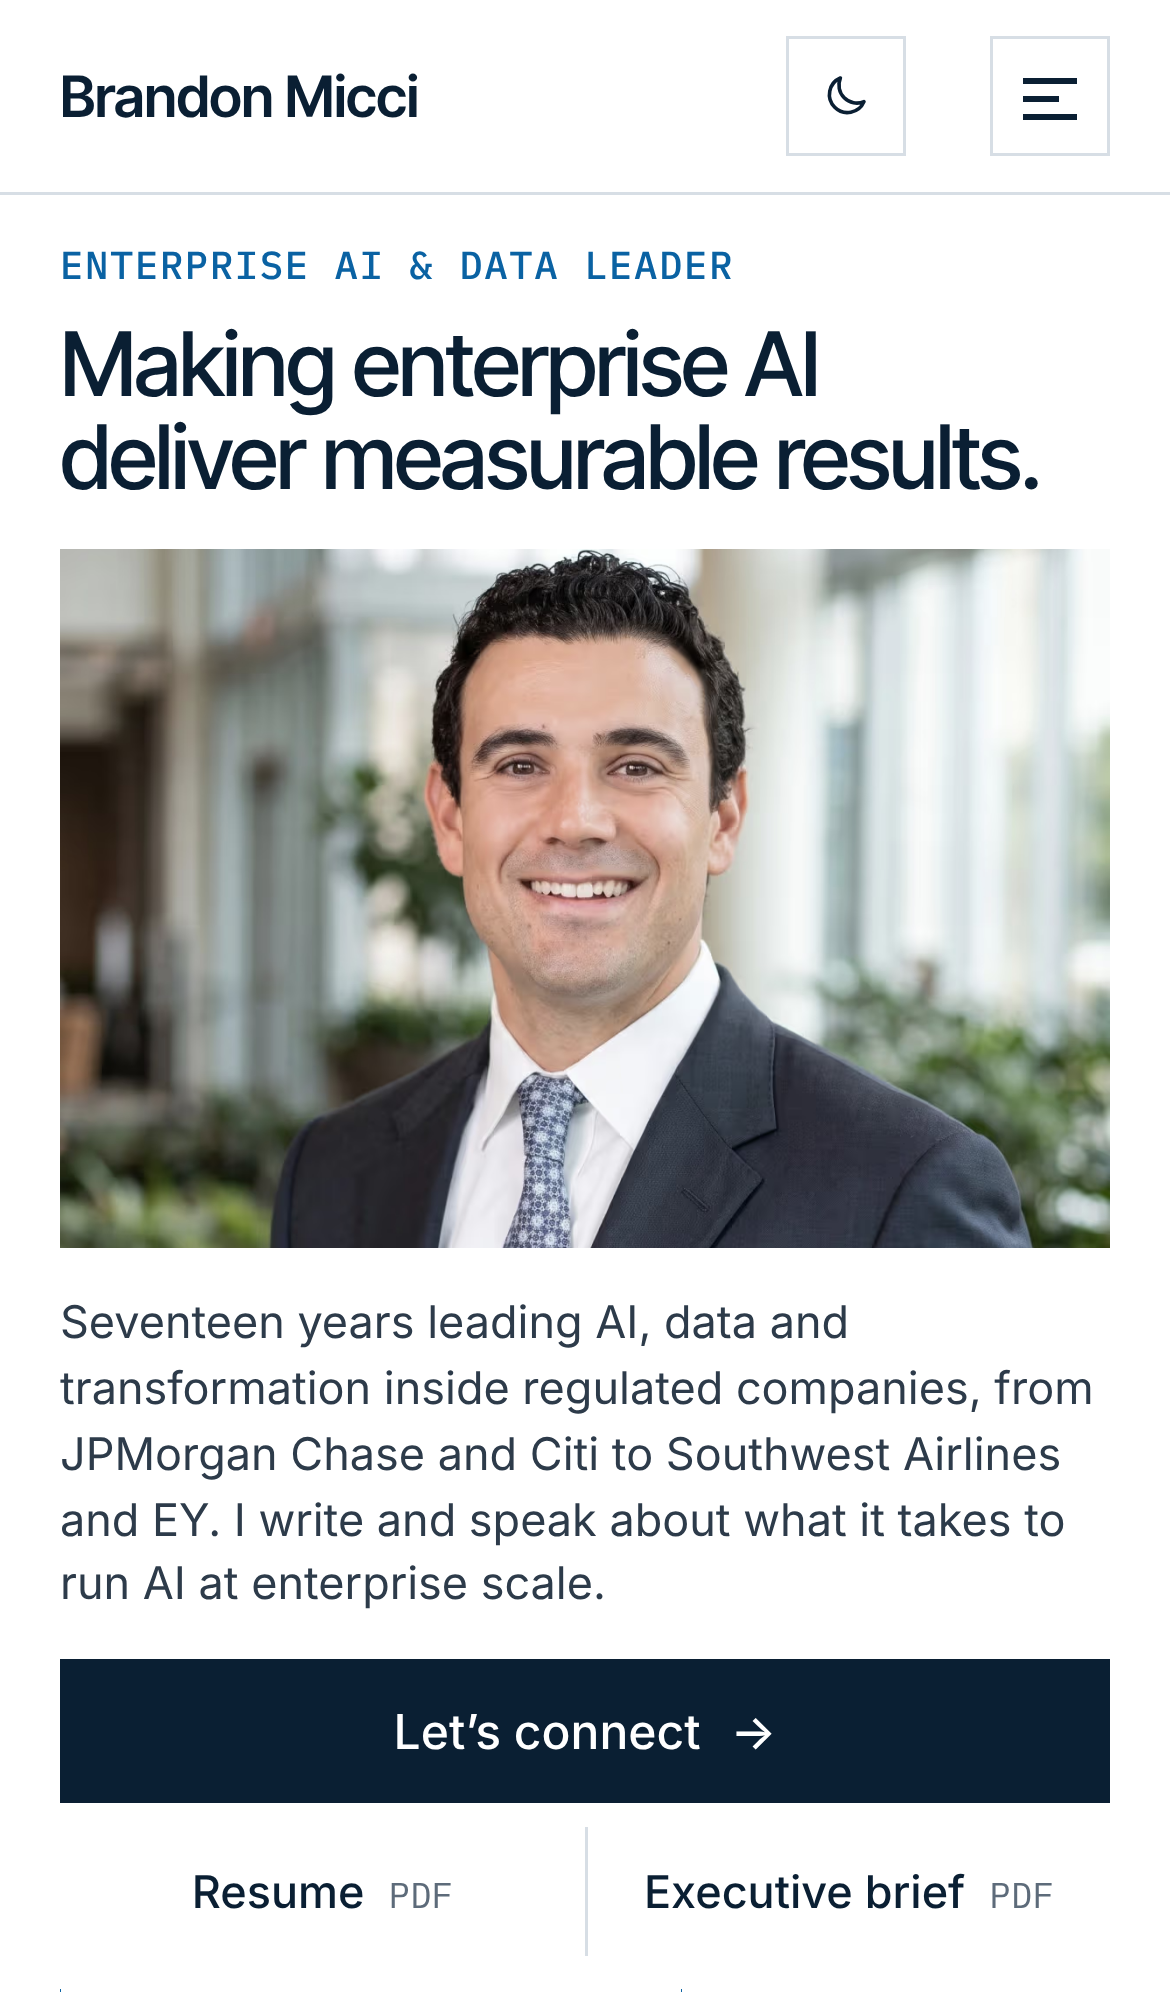 Brandon Micci
ENTERPRISE AI & DATA LEADER
Making enterprise AI
deliver measurable results.
Seventeen years leading AI, data and
transformation inside regulated companies, from
JPMorgan Chase and Citi to Southwest Airlines
and EY. I write and speak about what it takes to
run AI at enterprise scale.
Let’s connect →
Resume PDF
Executive brief PDF